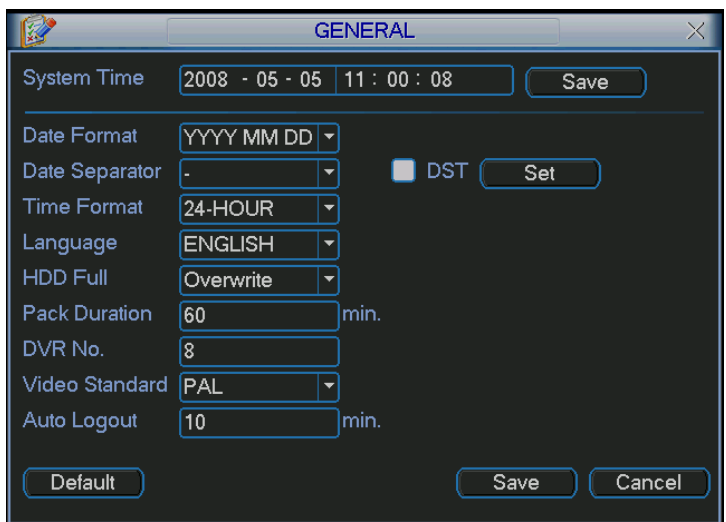 GENERAL
System Time 2008 - 05 - 05 11 : 00 : 08 Save
Date Format YYYY MM DD
Date Separator - DST Set
Time Format 24-HOUR
Language ENGLISH
HDD Full Overwrite
Pack Duration 60 min.
DVR No. 8
Video Standard PAL
Auto Logout 10 min.
Default Save Cancel